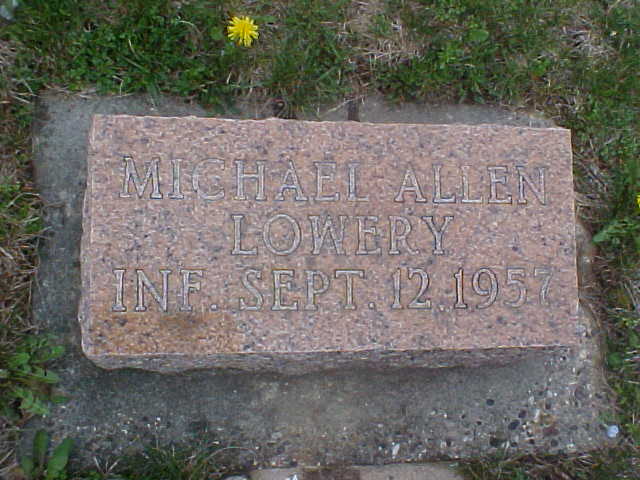 MICHAEL ALLEN
LOWERY
INF. SEPT. 12, 1957